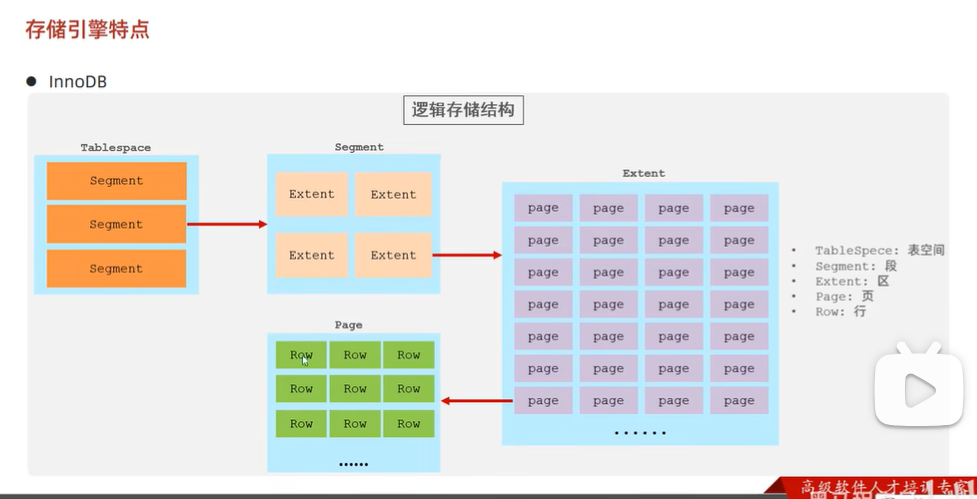 存储引擎特点
● InnoDB
逻辑存储结构
Tablespace
Segment
Segment
Segment
Segment
Extent Extent
Extent Extent
Extent
page page page page
page page page page
page page page page
page page page page
page page page page
page page page page
page page page page
......
Page
Row Row Row
Row Row Row
Row Row Row
......
• TableSpece: 表空间
• Segment: 段
• Extent: 区
• Page: 页
• Row: 行
高级软件人才培训专家